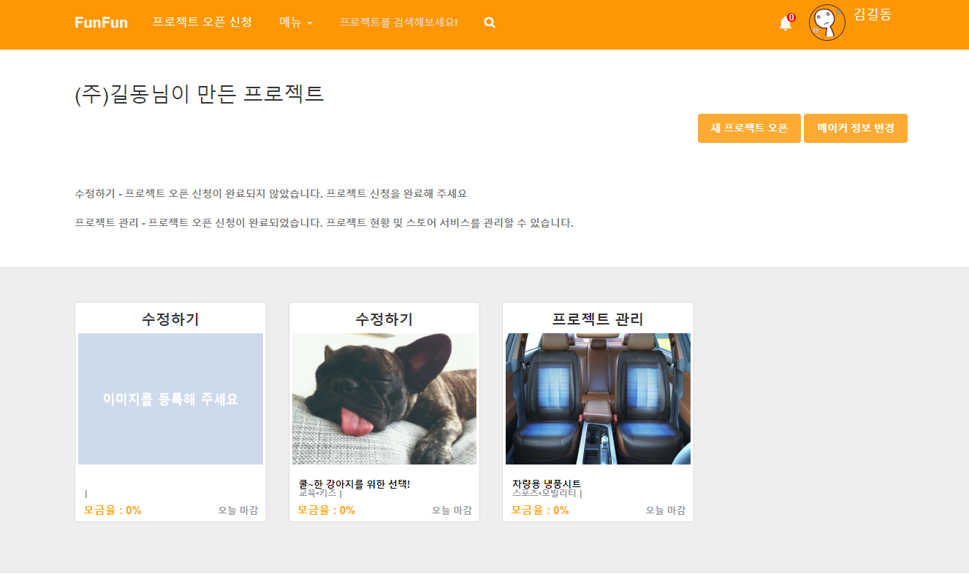 FunFun 프로젝트 오픈 신청 메뉴 프로젝트를 검색해보세요! 0 김길동
(주)길동님이 만든 프로젝트
새 프로젝트 오픈 메이커 정보 변경
수정하기 - 프로젝트 오픈 신청이 완료되지 않았습니다. 프로젝트 신청을 완료해 주세요
프로젝트 관리 - 프로젝트 오픈 신청이 완료되었습니다. 프로젝트 현황 및 스토어 서비스를 관리할 수 있습니다.
수정하기
이미지를 등록해 주세요
|
모금율 : 0% 오늘 마감
수정하기
쿨~한 강아지를 위한 선택!
교육•키즈 |
모금율 : 0% 오늘 마감
프로젝트 관리
차량용 냉풍시트
스포츠•모빌리티 |
모금율 : 0% 오늘 마감